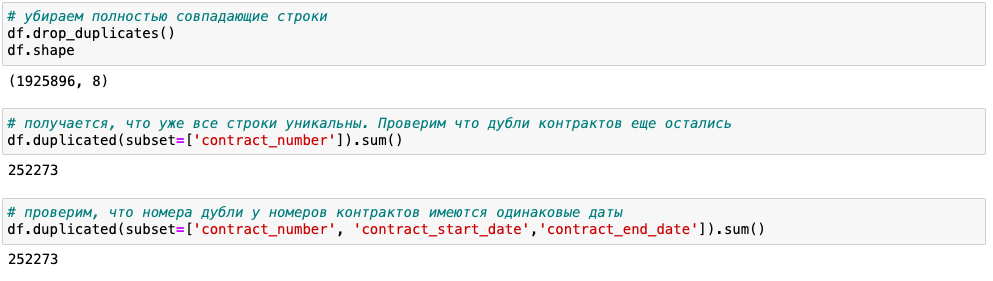 # убираем полностью совпадающие строки
df.drop_duplicates()
df.shape
(1925896, 8)
# получается, что уже все строки уникальны. Проверим что дубли контрактов еще остались
df.duplicated(subset=['contract_number']).sum()
252273
# проверим, что номера дубли у номеров контрактов имеются одинаковые даты
df.duplicated(subset=['contract_number', 'contract_start_date','contract_end_date']).sum()
252273